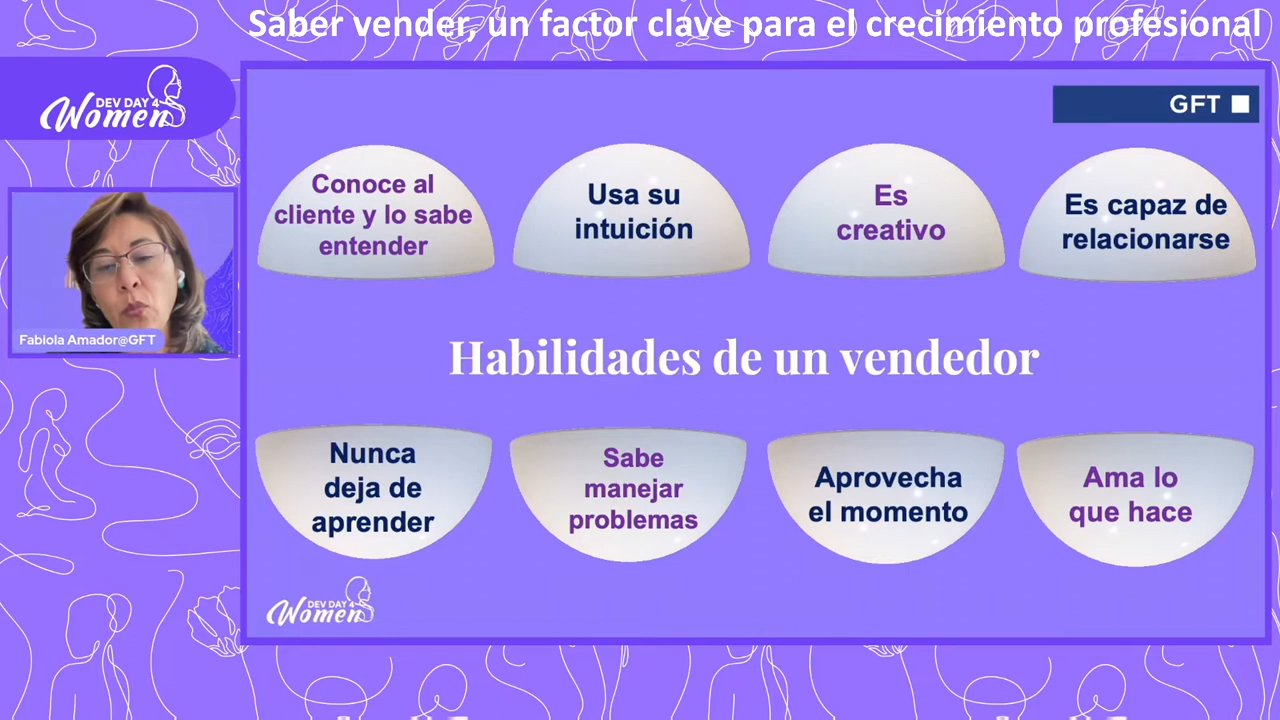 Saber vender, un factor clave para el crecimiento profesional
DEV DAY 4
Women
GFT
Conoce al
cliente y lo sabe
entender
Usa su
intuición
Es
creativo
Es capaz de
relacionarse
Fabiola Amador@GFT
Habilidades de un vendedor
Nunca
deja de
aprender
Sabe
manejar
problemas
Aprovecha
el momento
Ama lo
que hace
DEV DAY 4
Women